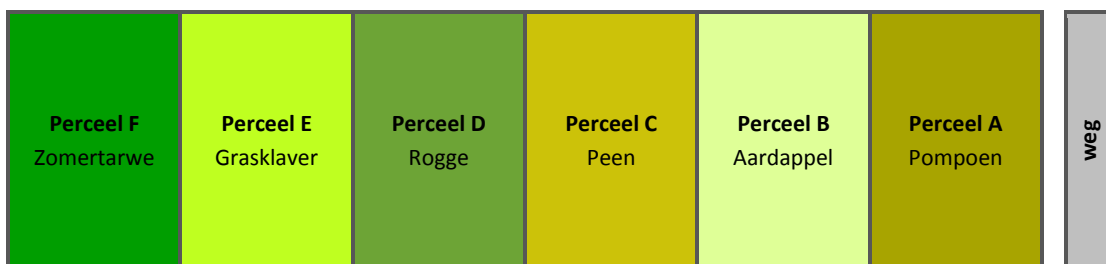 Perceel F
Zomertarwe
Perceel E
Grasklaver
Perceel D
Rogge
Perceel C
Peen
Perceel B
Aardappel
Perceel A
Pompoen
weg